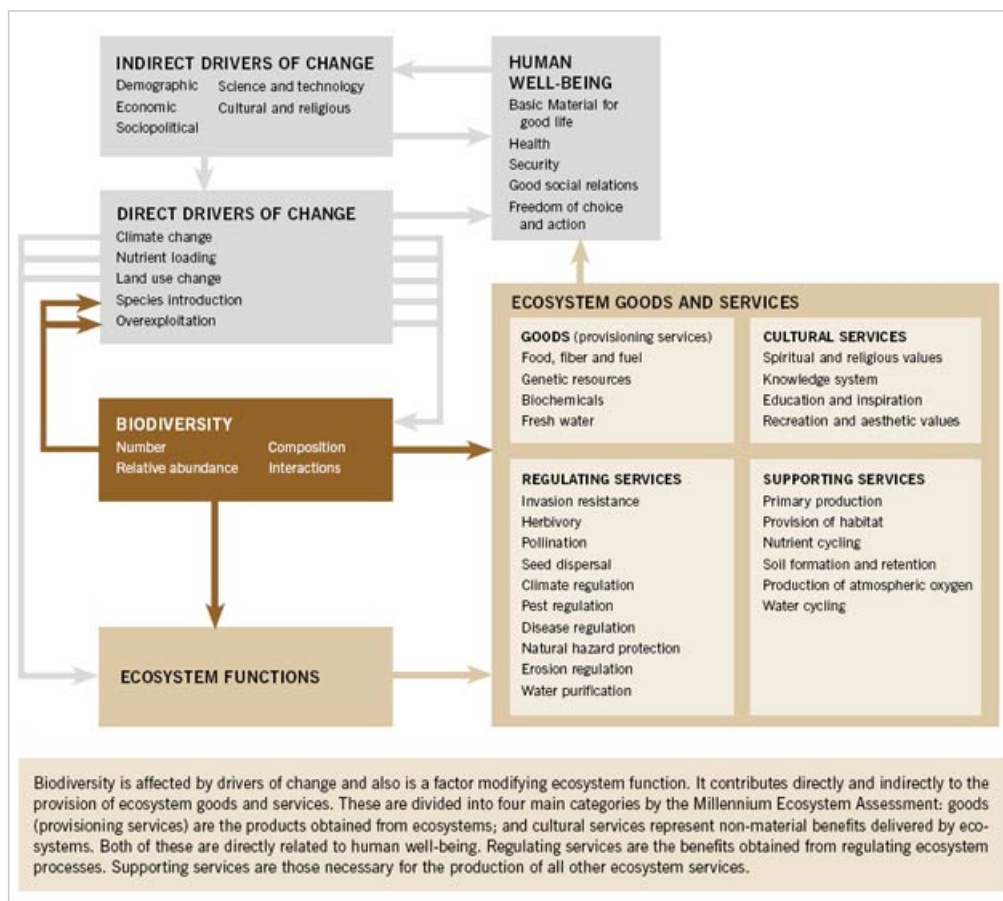 INDIRECT DRIVERS OF CHANGE
Demographic Science and technology
Economic Cultural and religious
Sociopolitical
HUMAN
WELL-BEING
Basic Material for
good life
Health
Security
Good social relations
Freedom of choice
and action
DIRECT DRIVERS OF CHANGE
Climate change
Nutrient loading
Land use change
Species introduction
Overexploitation
BIODIVERSITY
Number Composition
Relative abundance Interactions
ECOSYSTEM FUNCTIONS
ECOSYSTEM GOODS AND SERVICES
GOODS (provisioning services)
Food, fiber and fuel
Genetic resources
Biochemicals
Fresh water
CULTURAL SERVICES
Spiritual and religious values
Knowledge system
Education and inspiration
Recreation and aesthetic values
REGULATING SERVICES
Invasion resistance
Herbivory
Pollination
Seed dispersal
Climate regulation
Pest regulation
Disease regulation
Natural hazard protection
Erosion regulation
Water purification
SUPPORTING SERVICES
Primary production
Provision of habitat
Nutrient cycling
Soil formation and retention
Production of atmospheric oxygen
Water cycling
Biodiversity is affected by drivers of change and also is a factor modifying ecosystem function. It contributes directly and indirectly to the
provision of ecosystem goods and services. These are divided into four main categories by the Millennium Ecosystem Assessment: goods
(provisioning services) are the products obtained from ecosystems; and cultural services represent non-material benefits delivered by eco-
systems. Both of these are directly related to human well-being. Regulating services are the benefits obtained from regulating ecosystem
processes. Supporting services are those necessary for the production of all other ecosystem services.